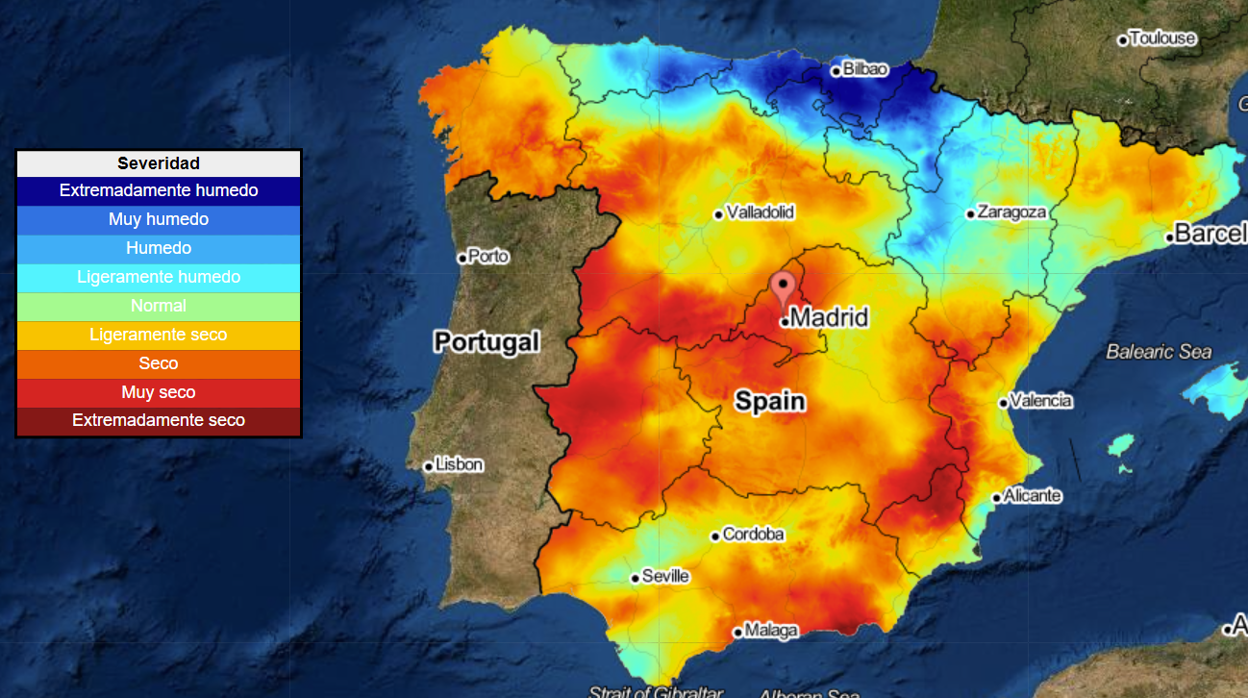 Toulouse
Bilbao
Severidad
Extremadamente humedo
Muy humedo
Humedo
Ligeramente humedo
Normal
Ligeramente seco
Seco
Muy seco
Extremadamente seco
Valladolid
Zaragoza
Barcel
Porto
Madrid
Portugal
Balearic Sea
Spain
Valencia
Lisbon
Alicante
Cordoba
Seville
Malaga
A
Strait of Gibraltar
Alboran Sea